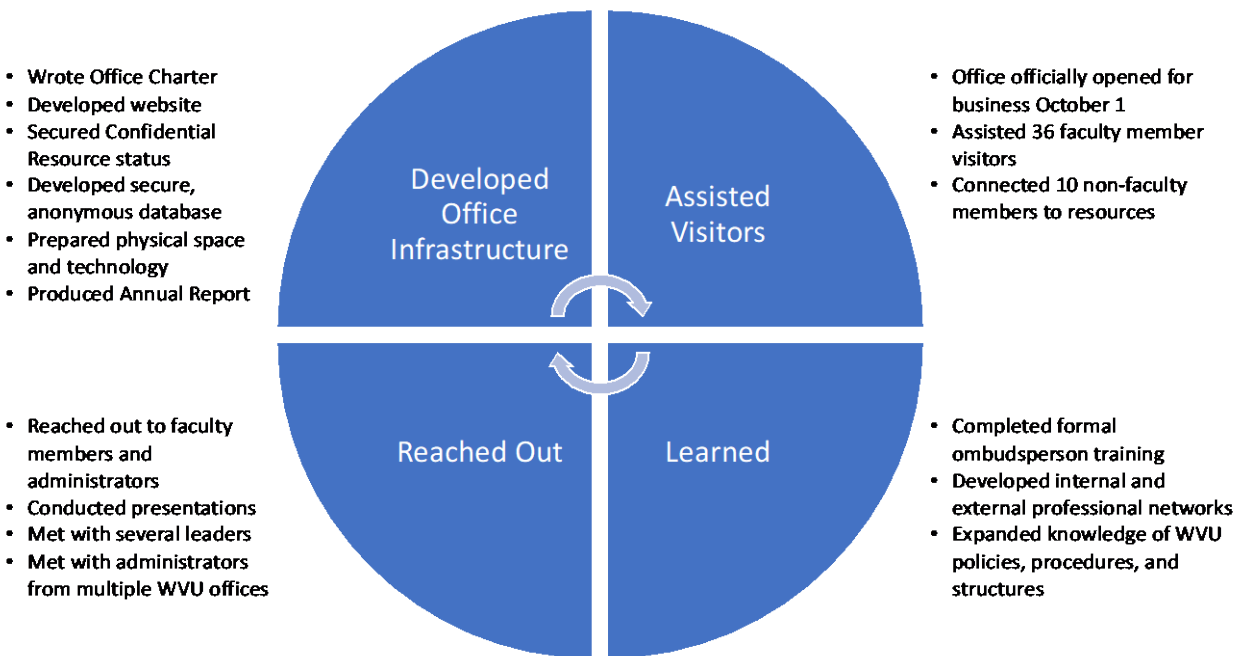 • Wrote Office Charter
• Developed website
• Secured Confidential
Resource status
• Developed secure,
anonymous database
• Prepared physical space
and technology
• Produced Annual Report
Developed
Office
Infrastructure
Assisted
Visitors
• Office officially opened for
business October 1
• Assisted 36 faculty member
visitors
• Connected 10 non-faculty
members to resources
• Reached out to faculty
members and
administrators
• Conducted presentations
• Met with several leaders
• Met with administrators
from multiple WVU offices
Reached Out
Learned
• Completed formal
ombudsperson training
• Developed internal and
external professional networks
• Expanded knowledge of WVU
policies, procedures, and
structures